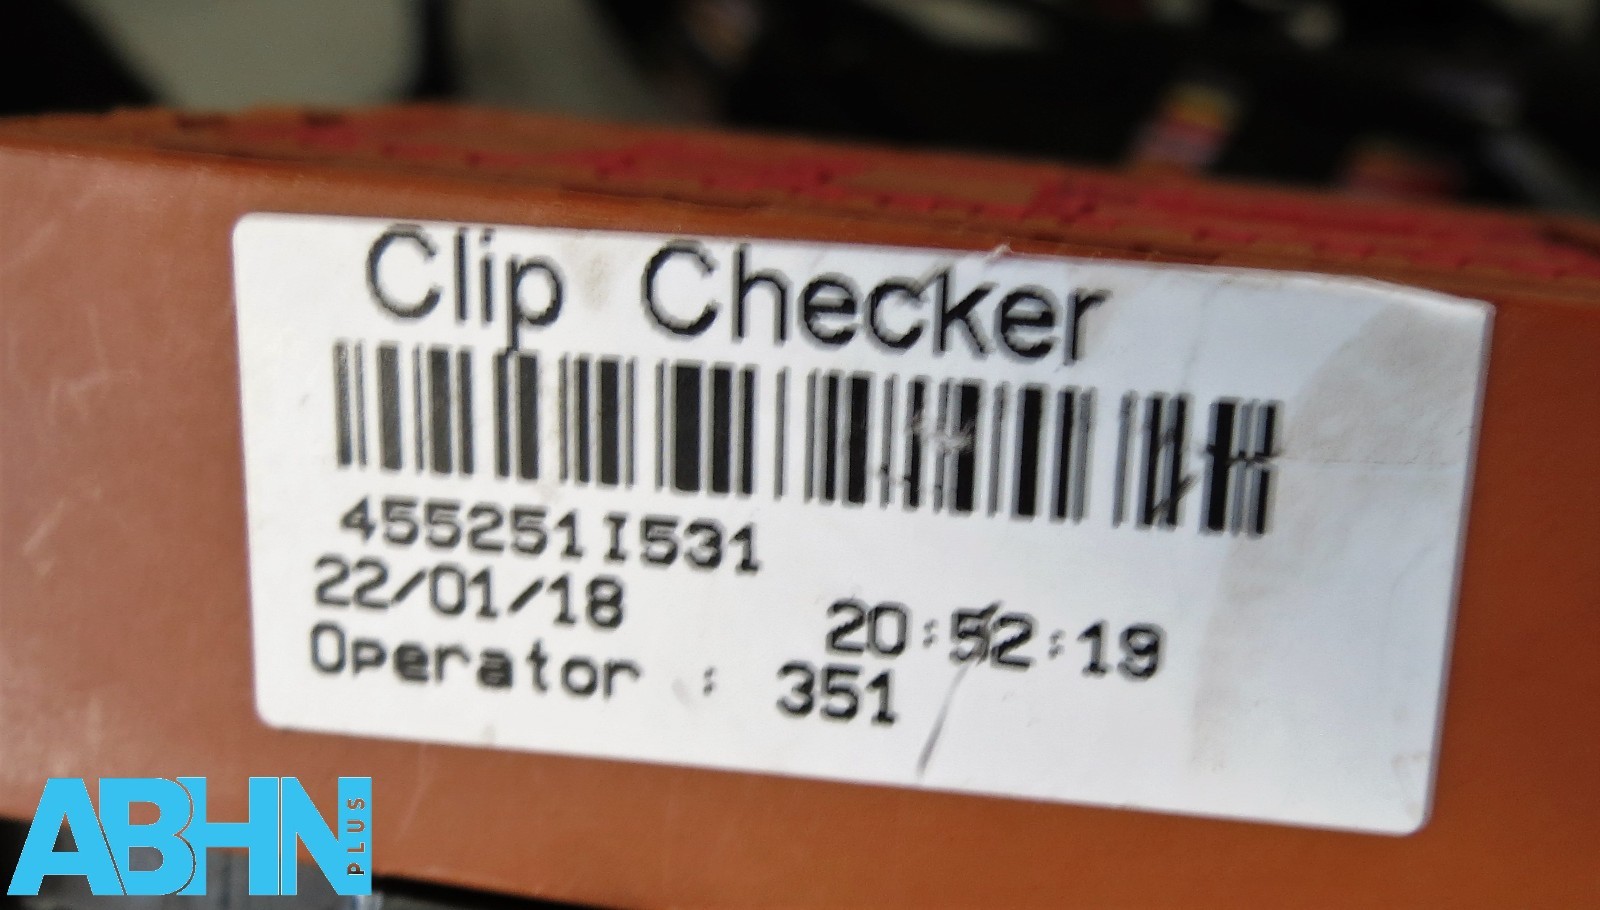 Clip Checker
455251I531
22/01/18 20:52:19
Operator : 351
ABHN PLUS